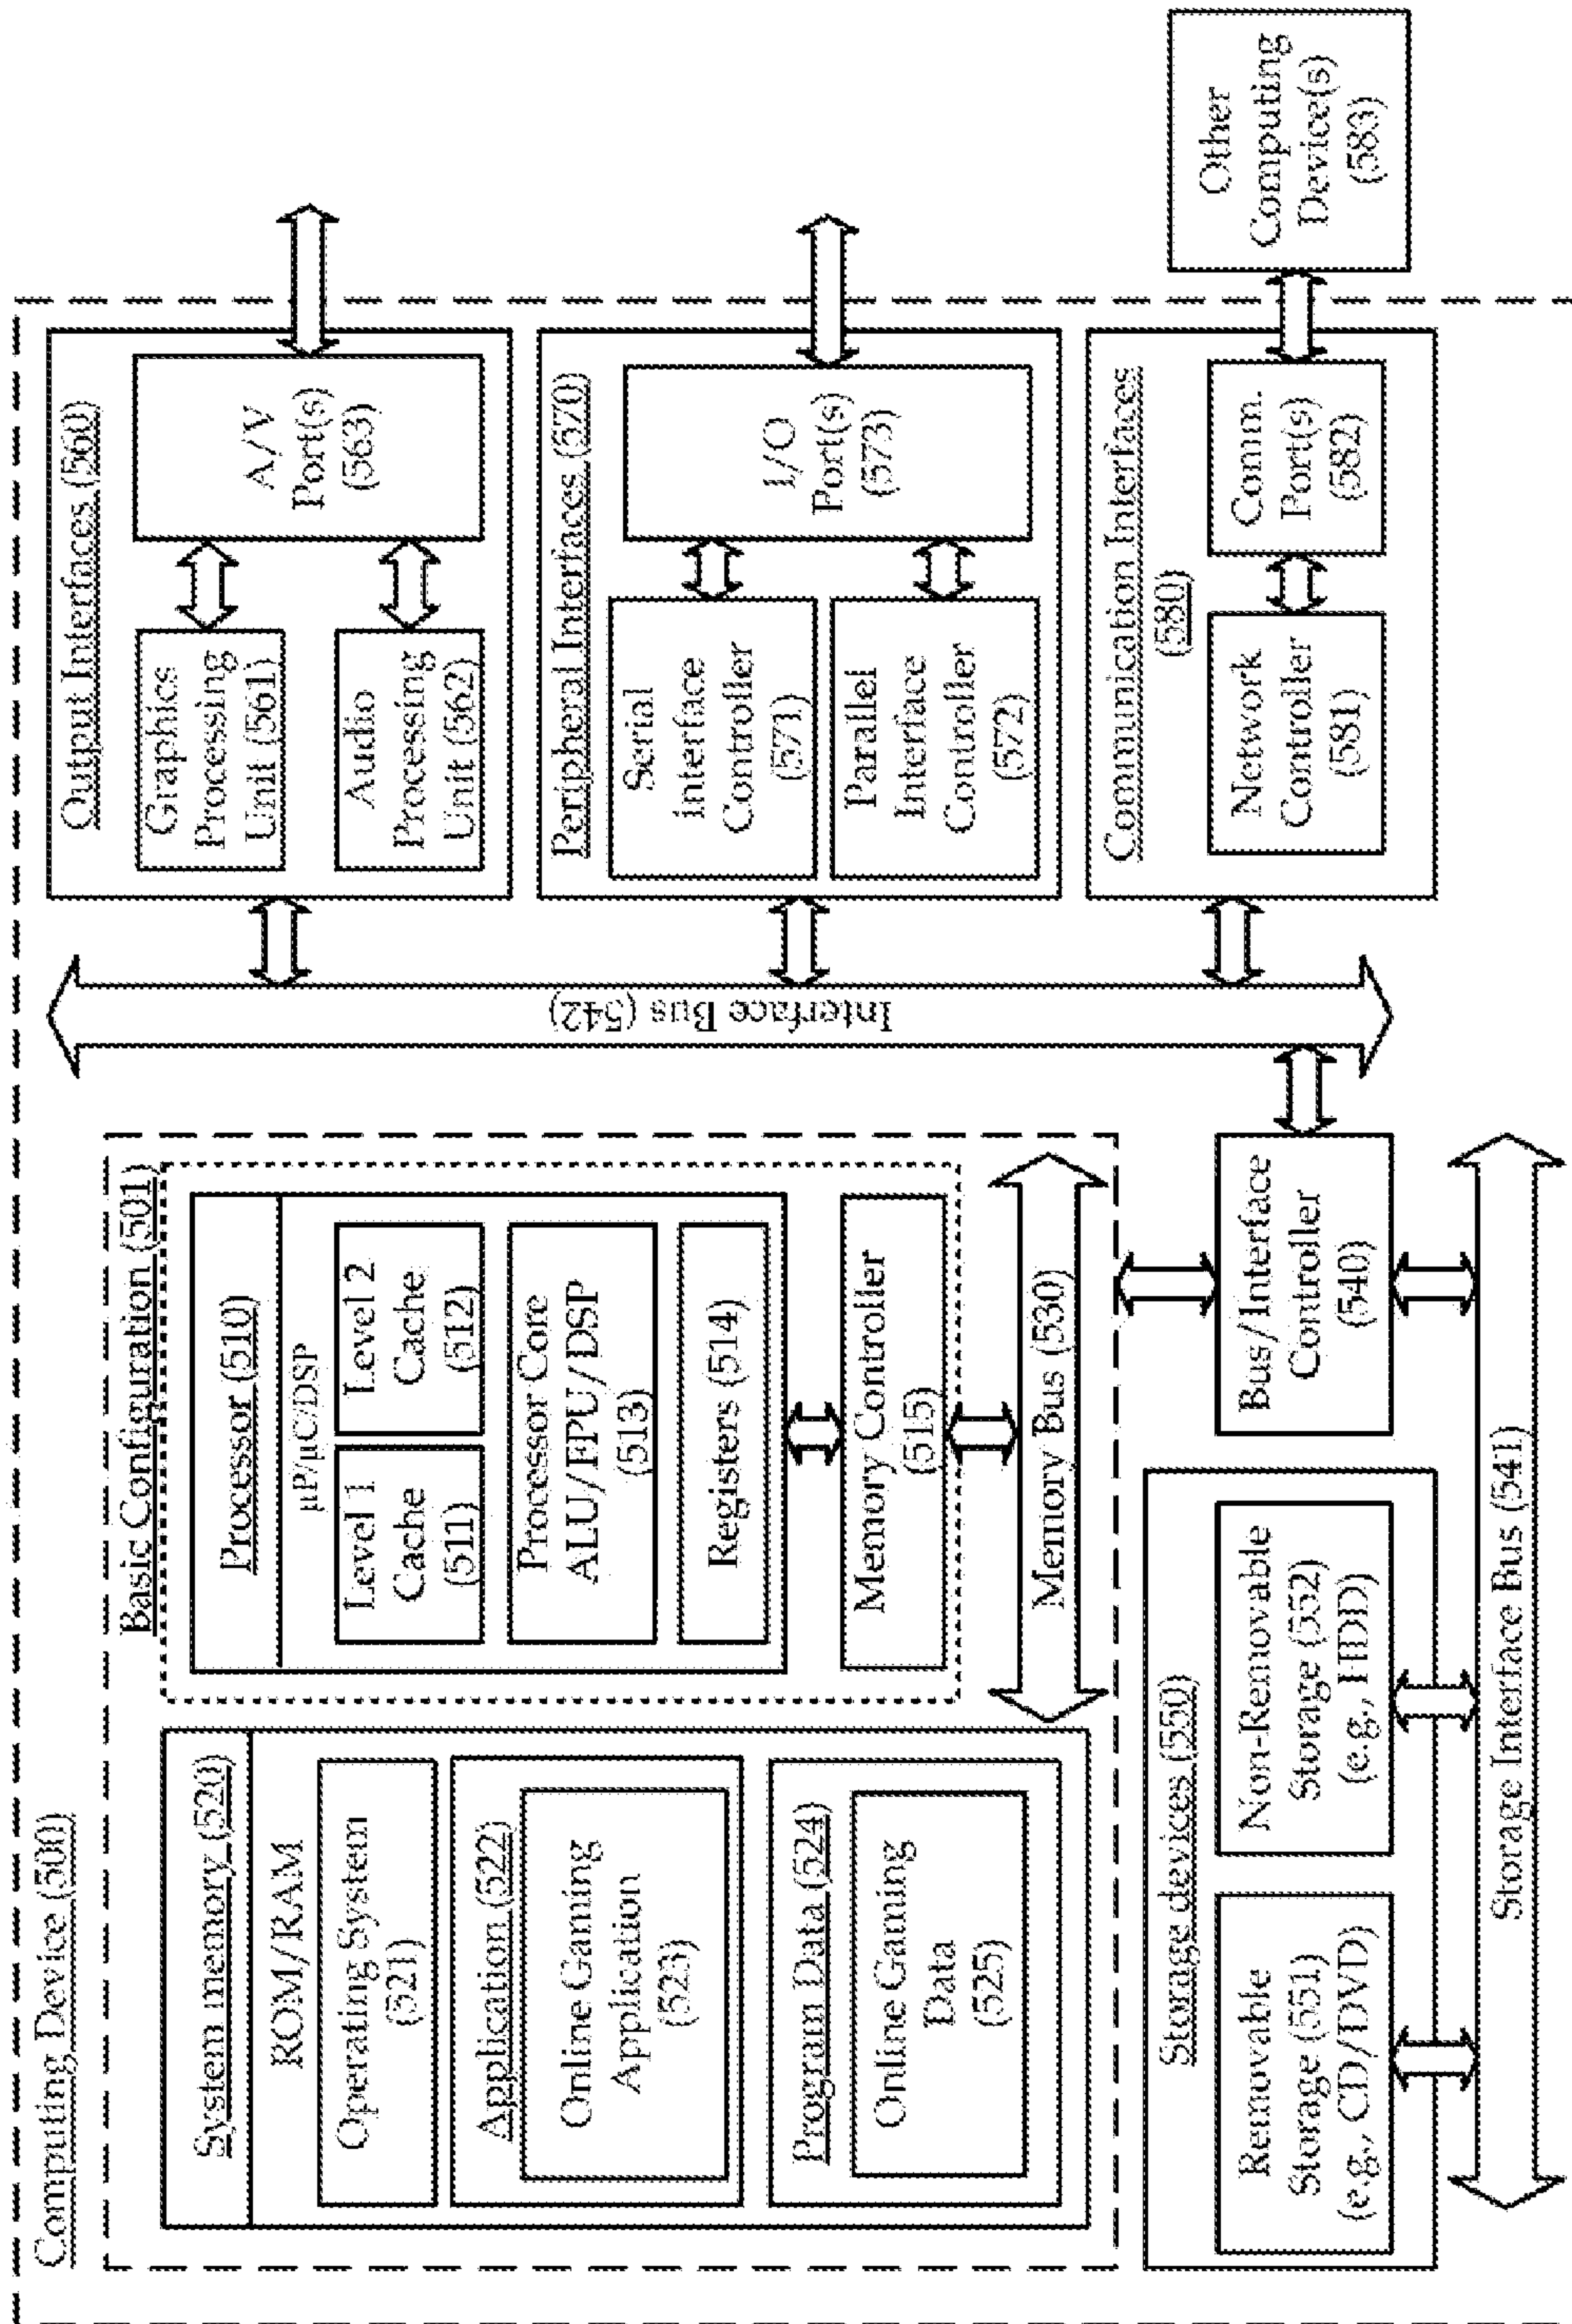 Computing Device (500)
Basic Configuration (501)
System memory (520)
ROM/RAM
Operating System
(521)
Application (522)
Online Gaming
Application
(523)
Program Data (524)
Online Gaming
Data
(525)
Processor (510)
µP/µC/DSP
Level 1
Cache
(511)
Level 2
Cache
(512)
Processor Core
ALU/FPU/DSP
(513)
Registers (514)
Memory Controller
(515)
Memory Bus (530)
Bus/Interface
Controller
(540)
Storage devices (550)
Removable
Storage (551)
(e.g., CD/DVD)
Non-Removable
Storage (552)
(e.g., HDD)
Storage Interface Bus (541)
Interface Bus (542)
Output Interfaces (560)
Graphics
Processing
Unit (561)
Audio
Processing
Unit (562)
A/V
Port(s)
(563)
Peripheral Interfaces (570)
Serial
Interface
Controller
(571)
Parallel
Interface
Controller
(572)
I/O
Port(s)
(573)
Communication Interfaces
(580)
Network
Controller
(581)
Comm.
Port(s)
(582)
Other
Computing
Device(s)
(583)